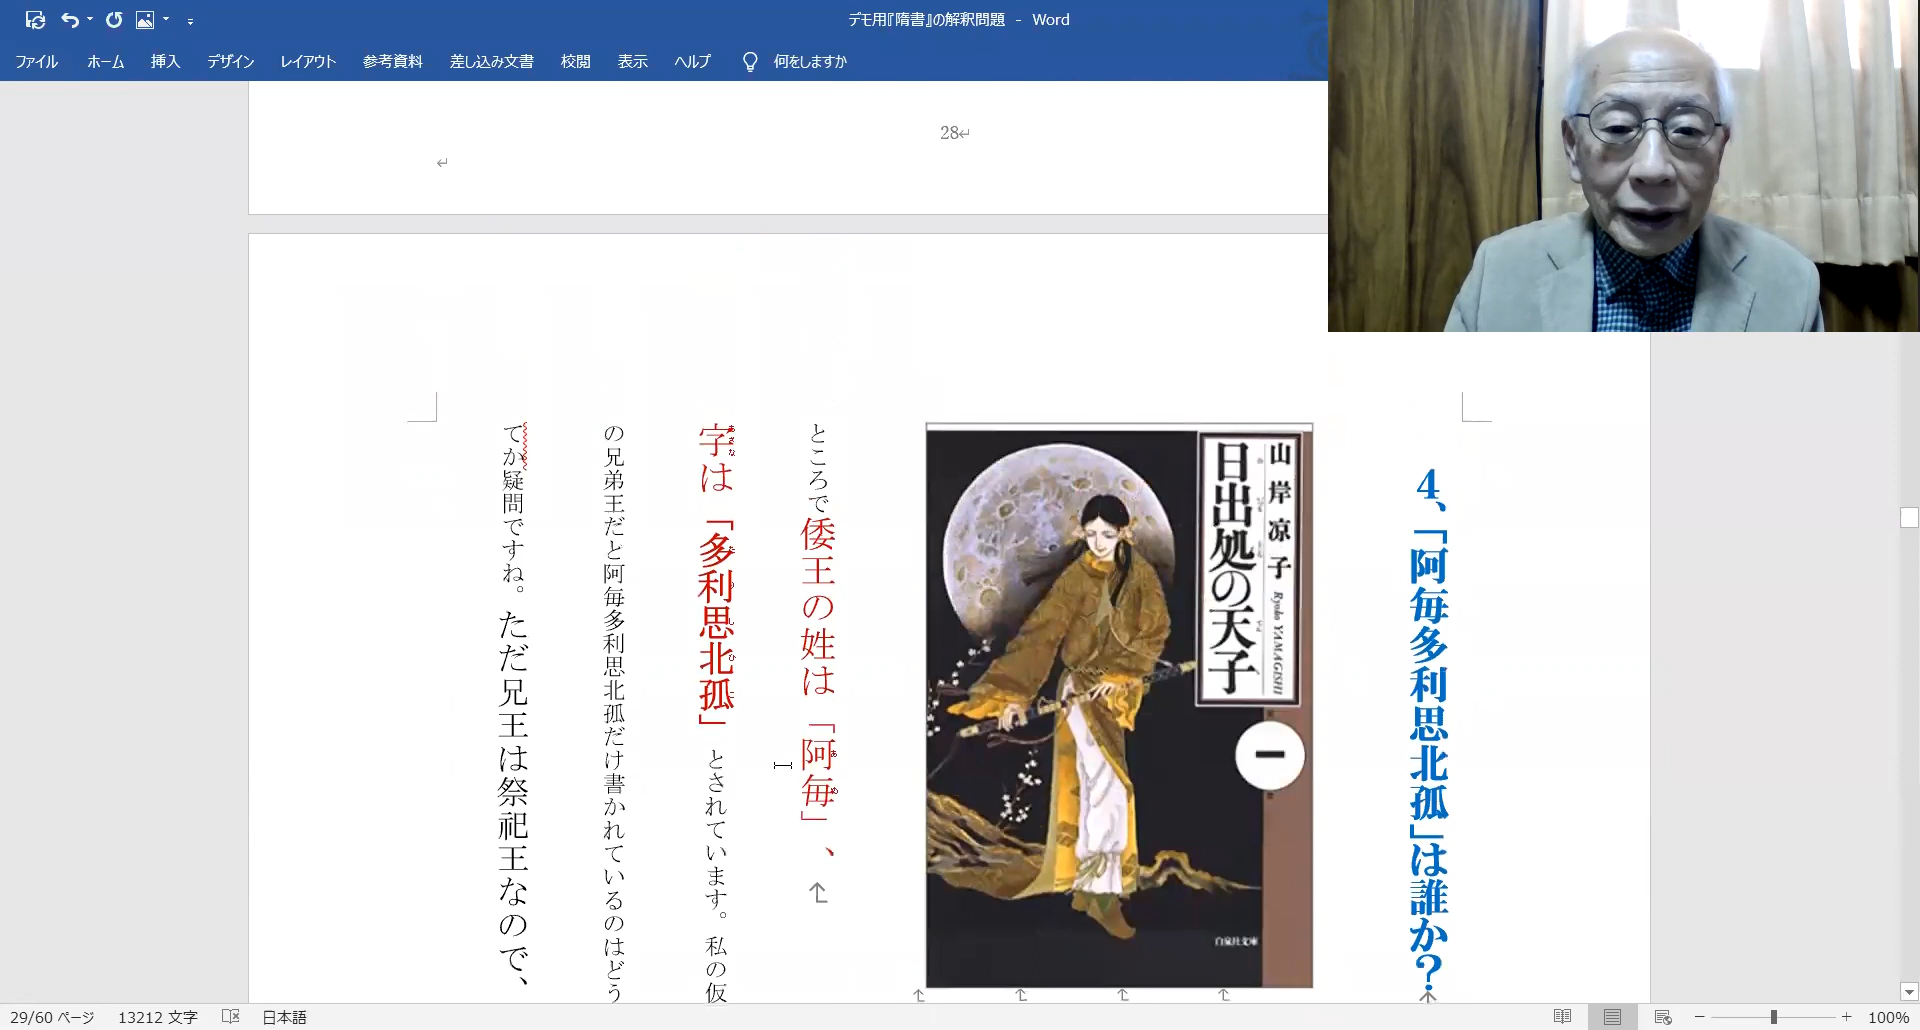 デモ用『隋書』の解釈問題 - Word
ファイル ホーム 挿入 デザイン レイアウト 参考資料 差し込み文書 校閲 表示 ヘルプ 何をしますか
28
4、「阿毎多利思北孤」は誰か？
山岸凉子 Ryoko YAMAGISHI
日出処の天子
一
白泉社文庫
ところで倭王の姓は「阿毎」、
字は「多利思北孤」とされています。私の仮
の兄弟王だと阿毎多利思北孤だけ書かれているのはどう
てか疑問ですね。ただ兄王は祭祀王なので、
29/60 ページ 13212 文字 日本語 100%